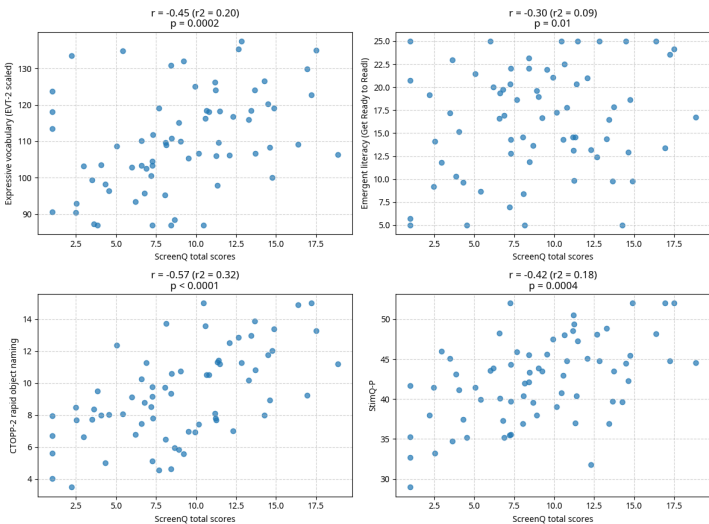 r = -0.45 (r2 = 0.20)
p = 0.0002
Expressive vocabulary (EVT-2 scaled)
130
120
110
100
90
2.5 5.0 7.5 10.0 12.5 15.0 17.5
ScreenQ total scores
r = -0.30 (r2 = 0.09)
p = 0.01
Emergent literacy (Get Ready to Read!)
25.0
22.5
20.0
17.5
15.0
12.5
10.0
7.5
5.0
2.5 5.0 7.5 10.0 12.5 15.0 17.5
ScreenQ total scores
r = -0.57 (r2 = 0.32)
p < 0.0001
CTOPP-2 rapid object naming
14
12
10
8
6
4
2.5 5.0 7.5 10.0 12.5 15.0 17.5
ScreenQ total scores
r = -0.42 (r2 = 0.18)
p = 0.0004
StimQ-P
50
45
40
35
30
2.5 5.0 7.5 10.0 12.5 15.0 17.5
ScreenQ total scores